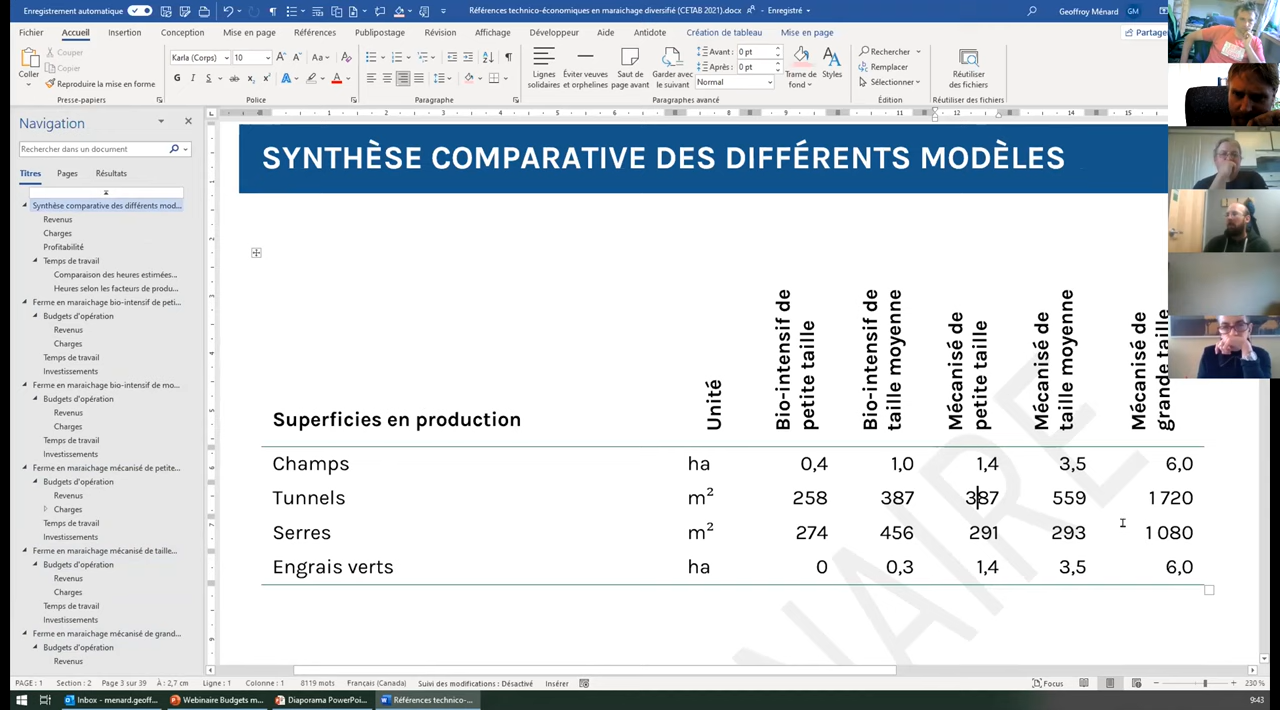 Enregistrement automatique
Références technico-économiques en maraichage diversifié (CETAB 2021).docx
Enregistré
Geoffroy Ménard GM
Fichier Accueil Insertion Conception Mise en page Références Publipostage Révision Affichage Développeur Aide Antidote Création de tableau Mise en page Partage
Coller
Couper
Copier
Reproduire la mise en forme
Presse-papiers
Karla (Corps) 10
Police
Paragraphe
Lignes solidaires
Éviter veuves et orphelines
Saut de page avant
Garder avec le suivant
Avant : 0 pt
Après : 0 pt
Normal
Paragraphes avancé
Trame de fond
Styles
Rechercher
Remplacer
Sélectionner
Édition
Réutiliser des fichiers
Réutiliser des fichiers
Navigation
Rechercher dans un document
Titres Pages Résultats
Synthèse comparative des différents mod...
Revenus
Charges
Profitabilité
Temps de travail
Comparaison des heures estimées...
Heures selon les facteurs de produ...
Ferme en maraichage bio-intensif de peti...
Budgets d'opération
Revenus
Charges
Temps de travail
Investissements
Ferme en maraichage bio-intensif de mo...
Budgets d'opération
Revenus
Charges
Temps de travail
Investissements
Ferme en maraichage mécanisé de petite...
Budgets d'opération
Revenus
Charges
Temps de travail
Investissements
Ferme en maraichage mécanisé de taille...
Budgets d'opération
Revenus
Charges
Temps de travail
Investissements
Ferme en maraichage mécanisé de grand...
Budgets d'opération
Revenus
SYNTHÈSE COMPARATIVE DES DIFFÉRENTS MODÈLES
Superficies en production
Unité
Bio-intensif de petite taille
Bio-intensif de taille moyenne
Mécanisé de petite taille
Mécanisé de taille moyenne
Mécanisé de grande taille
Champs ha 0,4 1,0 1,4 3,5 6,0
Tunnels m² 258 387 387 559 1 720
Serres m² 274 456 291 293 1 080
Engrais verts ha 0 0,3 1,4 3,5 6,0
NAIRE
PAGE : 1 Section : 2 Page 3 sur 39 À : 2,7 cm Ligne : 1 Colonne : 1 8119 mots Français (Canada) Suivi des modifications : Désactivé Insérer Focus 230 %
Inbox - menard.geoff... Webinaire Budgets m... Diaporama PowerPoi... Références technico-... 9:43